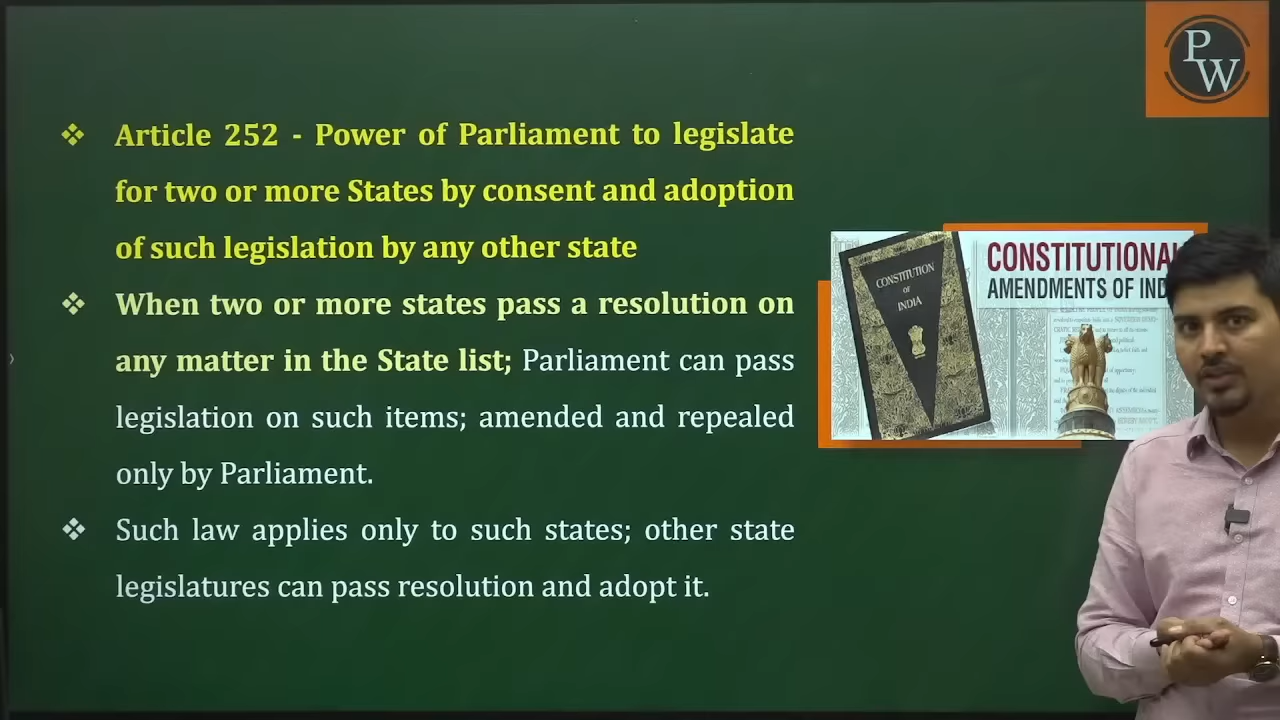 P
W
❖ Article 252 - Power of Parliament to legislate
for two or more States by consent and adoption
of such legislation by any other state
❖ When two or more states pass a resolution on
any matter in the State list; Parliament can pass
legislation on such items; amended and repealed
only by Parliament.
❖ Such law applies only to such states; other state
legislatures can pass resolution and adopt it.
CONSTITUTION
OF
INDIA
CONSTITUTIONAL
AMENDMENTS OF IND